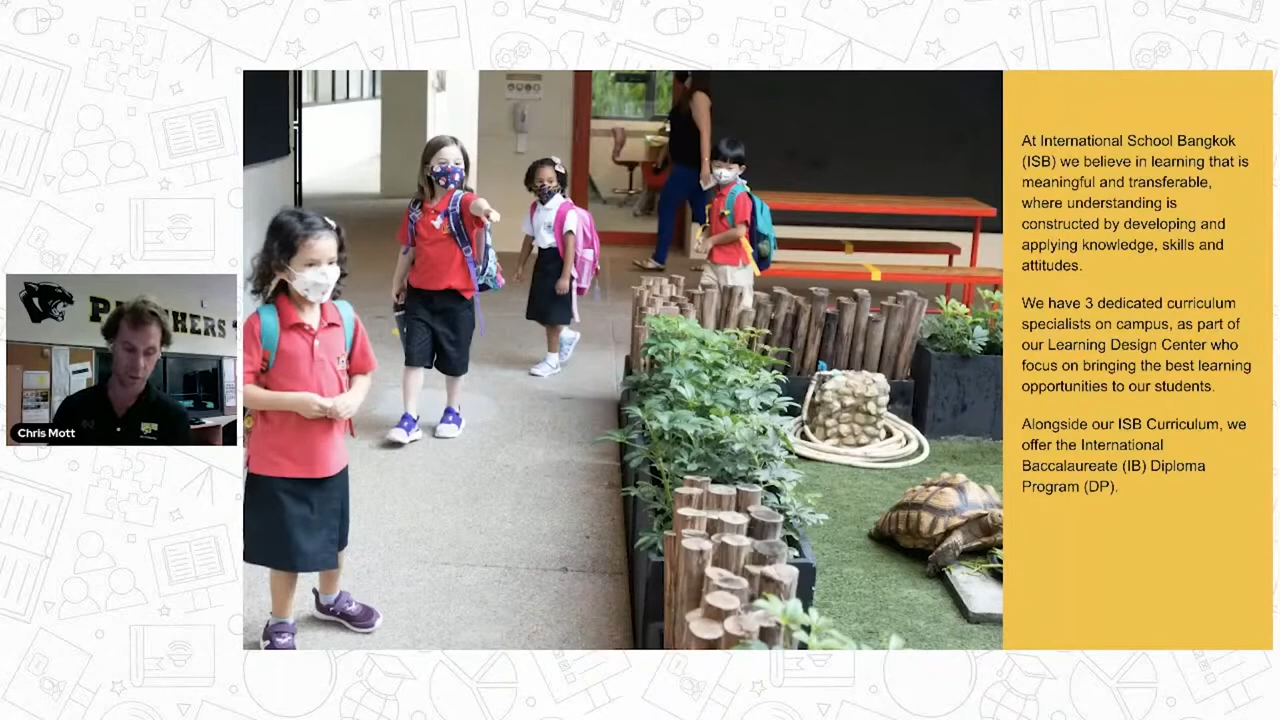 At International School Bangkok
(ISB) we believe in learning that is
meaningful and transferable,
where understanding is
constructed by developing and
applying knowledge, skills and
attitudes.
We have 3 dedicated curriculum
specialists on campus, as part of
our Learning Design Center who
focus on bringing the best learning
opportunities to our students.
Alongside our ISB Curriculum, we
offer the International
Baccalaureate (IB) Diploma
Program (DP).
Chris Mott